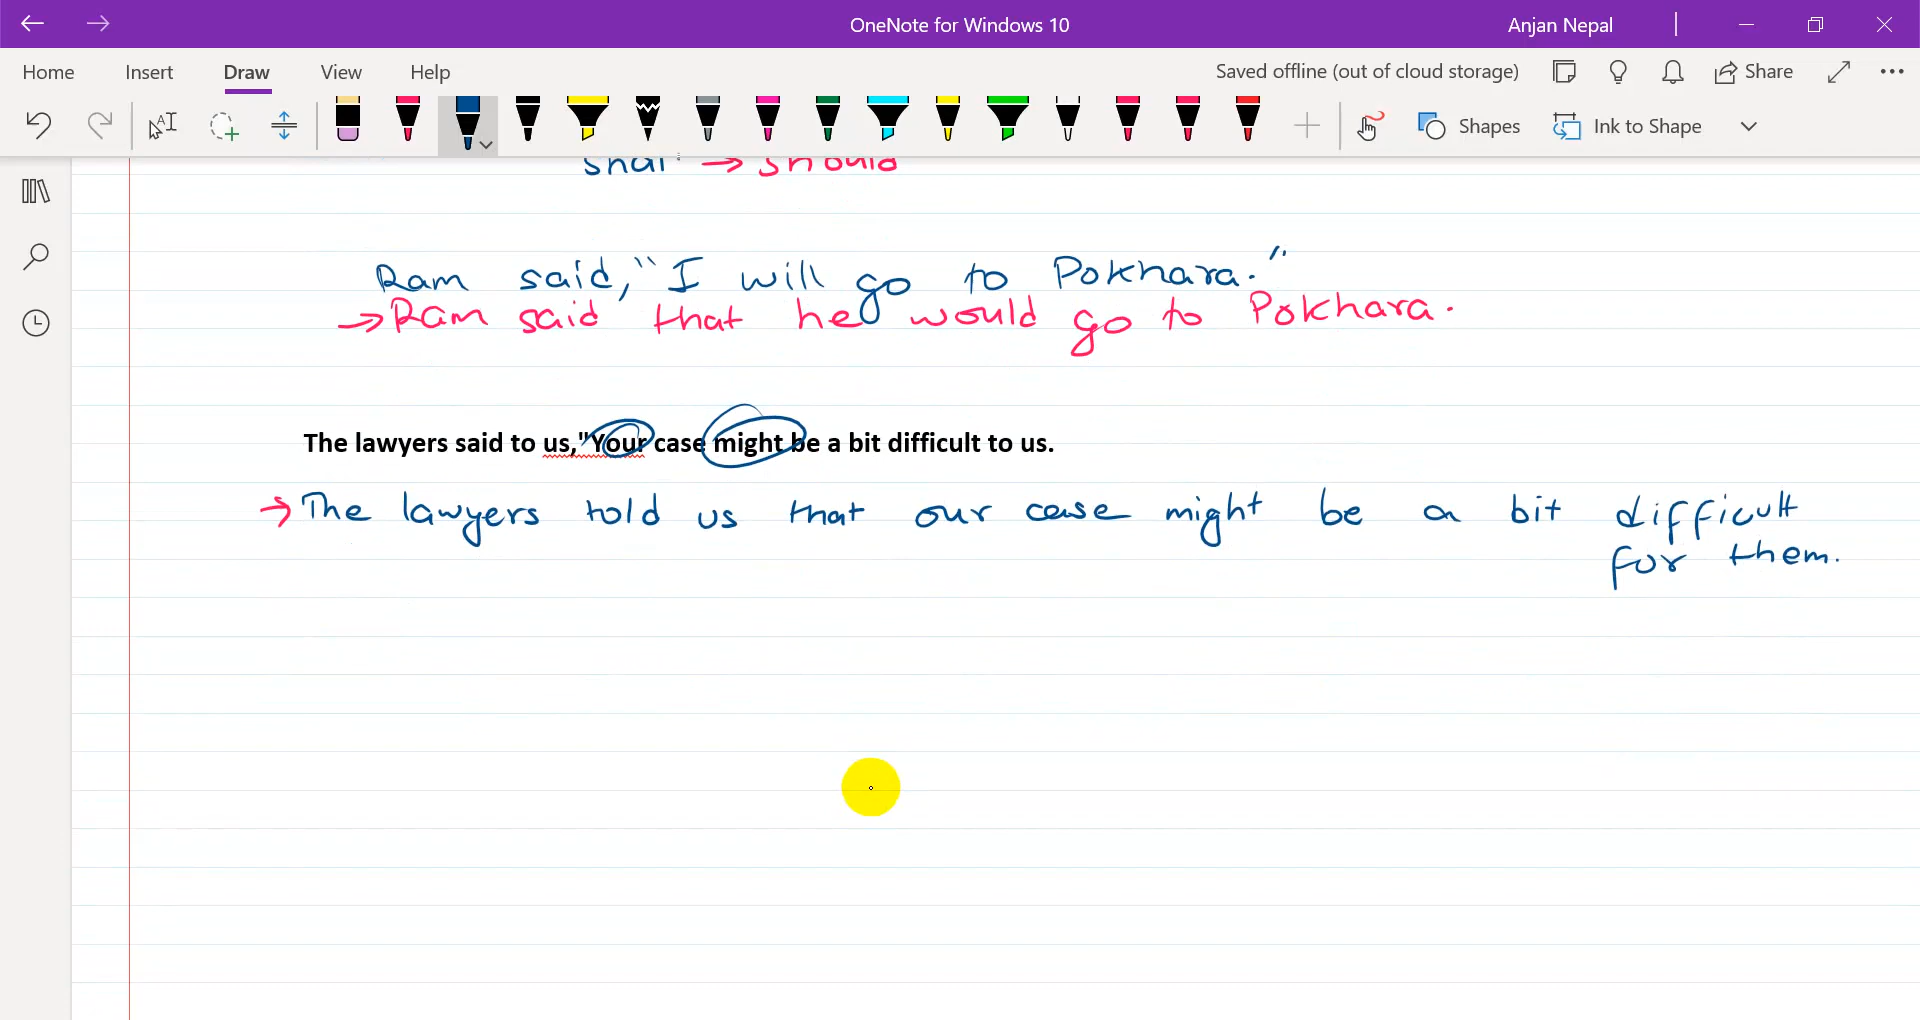 OneNote for Windows 10
Anjan Nepal
Home Insert Draw View Help
Saved offline (out of cloud storage)
Share
Shapes
Ink to Shape
→ should
Ram said, "I will go to Pokhara."
→ Ram said that he would go to Pokhara.
The lawyers said to us,"Your case might be a bit difficult to us.
→ The lawyers told us that our case might be a bit difficult
for them.